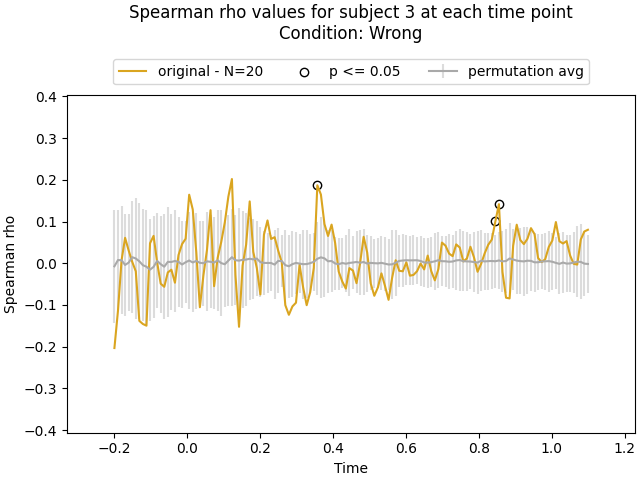 Spearman rho values for subject 3 at each time point
Condition: Wrong
original - N=20
p <= 0.05
permutation avg
Spearman rho
0.4
0.3
0.2
0.1
0.0
−0.1
−0.2
−0.3
−0.4
−0.2
0.0
0.2
0.4
0.6
0.8
1.0
1.2
Time